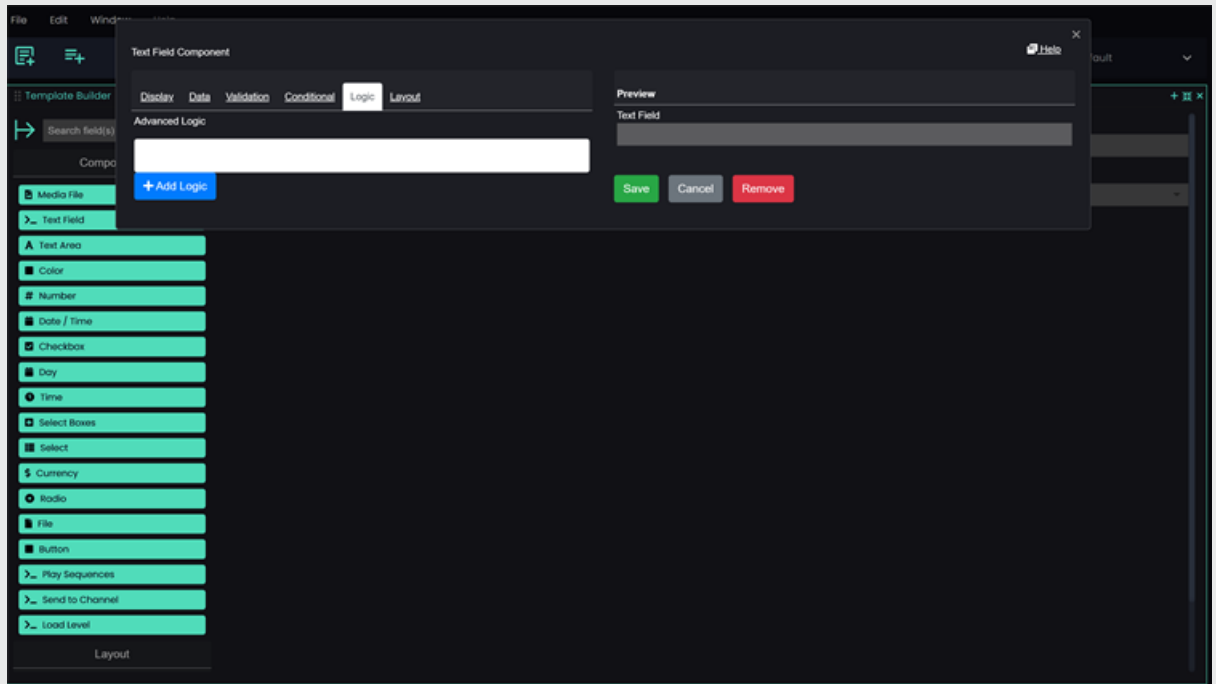 File Edit
Text Field Component
Help
Template Builder
Display Data Validation Conditional Logic Layout
Preview
Advanced Logic
Text Field
Search field(s)
+ Add Logic
Save Cancel Remove
Media File
Text Field
Text Area
Color
# Number
Date / Time
Checkbox
Day
Time
Select Boxes
Select
$ Currency
Radio
File
Button
Play Sequences
Send to Channel
Load Level
Layout